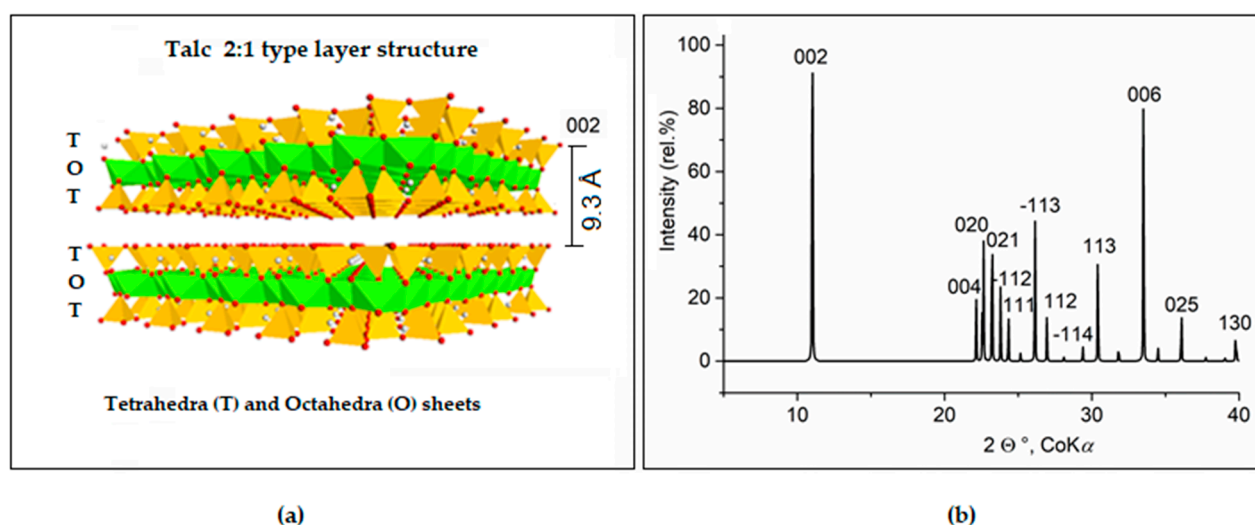 Talc 2:1 type layer structure
T
O
T
T
O
T
002
9.3 Å
Tetrahedra (T) and Octahedra (O) sheets
(a)
Intensity (rel.%)
100
80
60
40
20
0
002
004
020
021
-112
111
-113
112
-114
113
006
025
130
10
20
30
40
2 Θ °, CoKα
(b)